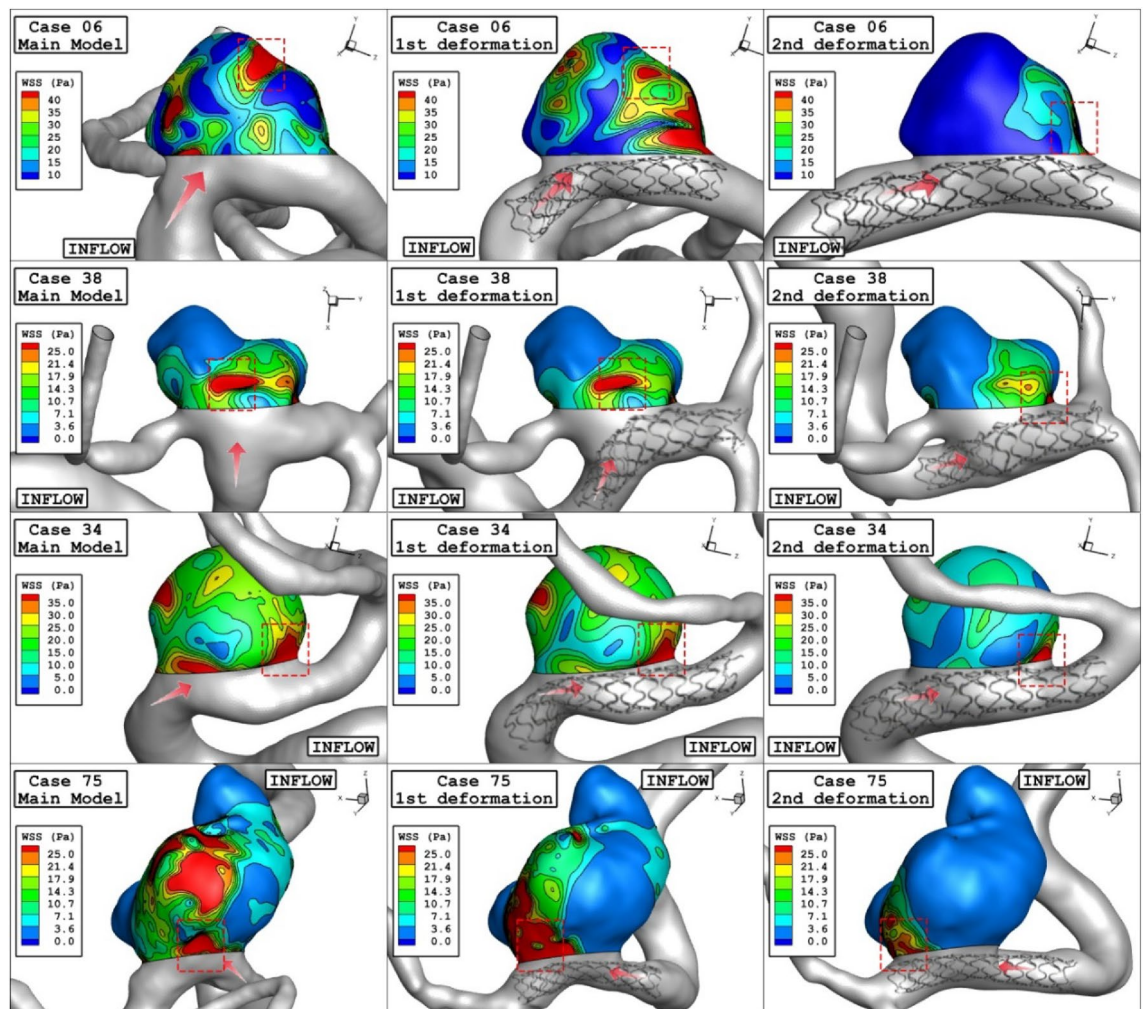 Case 06
Main Model
WSS (Pa)
40
35
30
25
20
15
10
INFLOW
Case 06
1st deformation
WSS (Pa)
40
35
30
25
20
15
10
INFLOW
Case 06
2nd deformation
WSS (Pa)
40
35
30
25
20
15
10
INFLOW
Case 38
Main Model
WSS (Pa)
25.0
21.4
17.9
14.3
10.7
7.1
3.6
0.0
INFLOW
Case 38
1st deformation
WSS (Pa)
25.0
21.4
17.9
14.3
10.7
7.1
3.6
0.0
INFLOW
Case 38
2nd deformation
WSS (Pa)
25.0
21.4
17.9
14.3
10.7
7.1
3.6
0.0
INFLOW
Case 34
Main Model
WSS (Pa)
35.0
30.0
25.0
20.0
15.0
10.0
5.0
0.0
INFLOW
Case 34
1st deformation
WSS (Pa)
35.0
30.0
25.0
20.0
15.0
10.0
5.0
0.0
INFLOW
Case 34
2nd deformation
WSS (Pa)
35.0
30.0
25.0
20.0
15.0
10.0
5.0
0.0
INFLOW
Case 75
Main Model
INFLOW
WSS (Pa)
25.0
21.4
17.9
14.3
10.7
7.1
3.6
0.0
Case 75
1st deformation
INFLOW
WSS (Pa)
25.0
21.4
17.9
14.3
10.7
7.1
3.6
0.0
Case 75
2nd deformation
INFLOW
WSS (Pa)
25.0
21.4
17.9
14.3
10.7
7.1
3.6
0.0